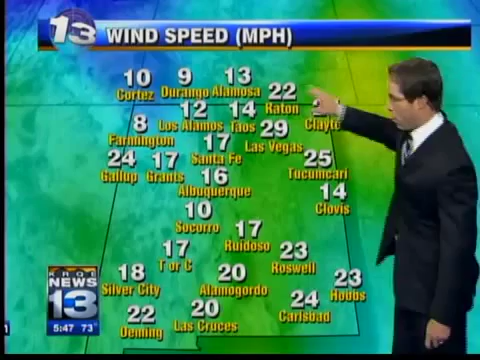 13 WIND SPEED (MPH)
10 9 13 22
Cortez Durango Alamosa Raton
12 14
8 Los Alamos Taos 29 Clayto
Farmington 17 Las Vegas
24 17 Santa Fe 25
Gallup Grants 16 Tucumcari
Albuquerque 14
10 Clovis
Socorro 17
17 Ruidoso 23
T or C Roswell
18 20 23
Silver City Alamogordo Hobbs
22 20 24
Deming Las Cruces Carlsbad
KRQE
NEWS
13
5:47 73°